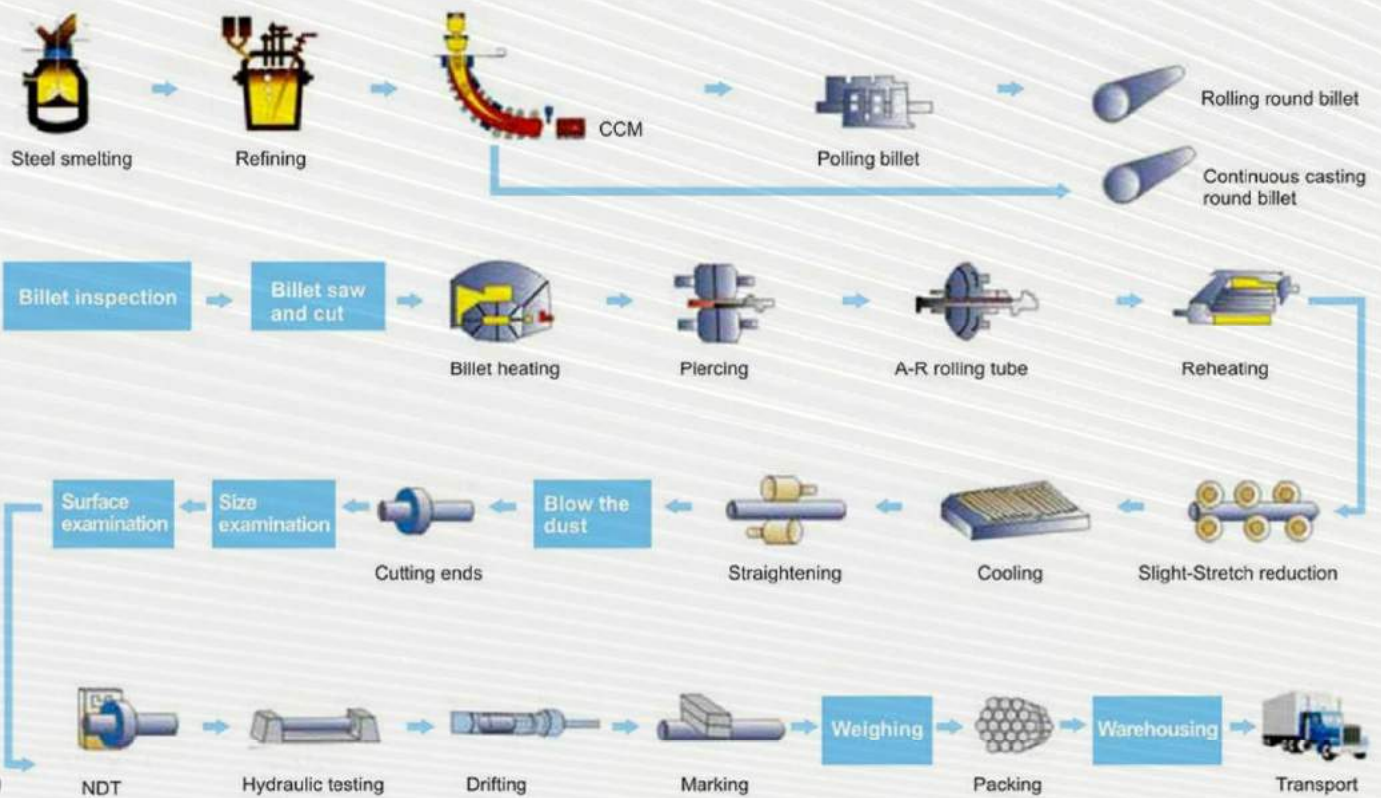 Steel smelting
Refining
CCM
Polling billet
Rolling round billet
Continuous casting
round billet
Billet inspection
Billet saw
and cut
Billet heating
Piercing
A-R rolling tube
Reheating
Surface
examination
Size
examination
Cutting ends
Blow the
dust
Straightening
Cooling
Slight-Stretch reduction
NDT
Hydraulic testing
Drifting
Marking
Weighing
Packing
Warehousing
Transport